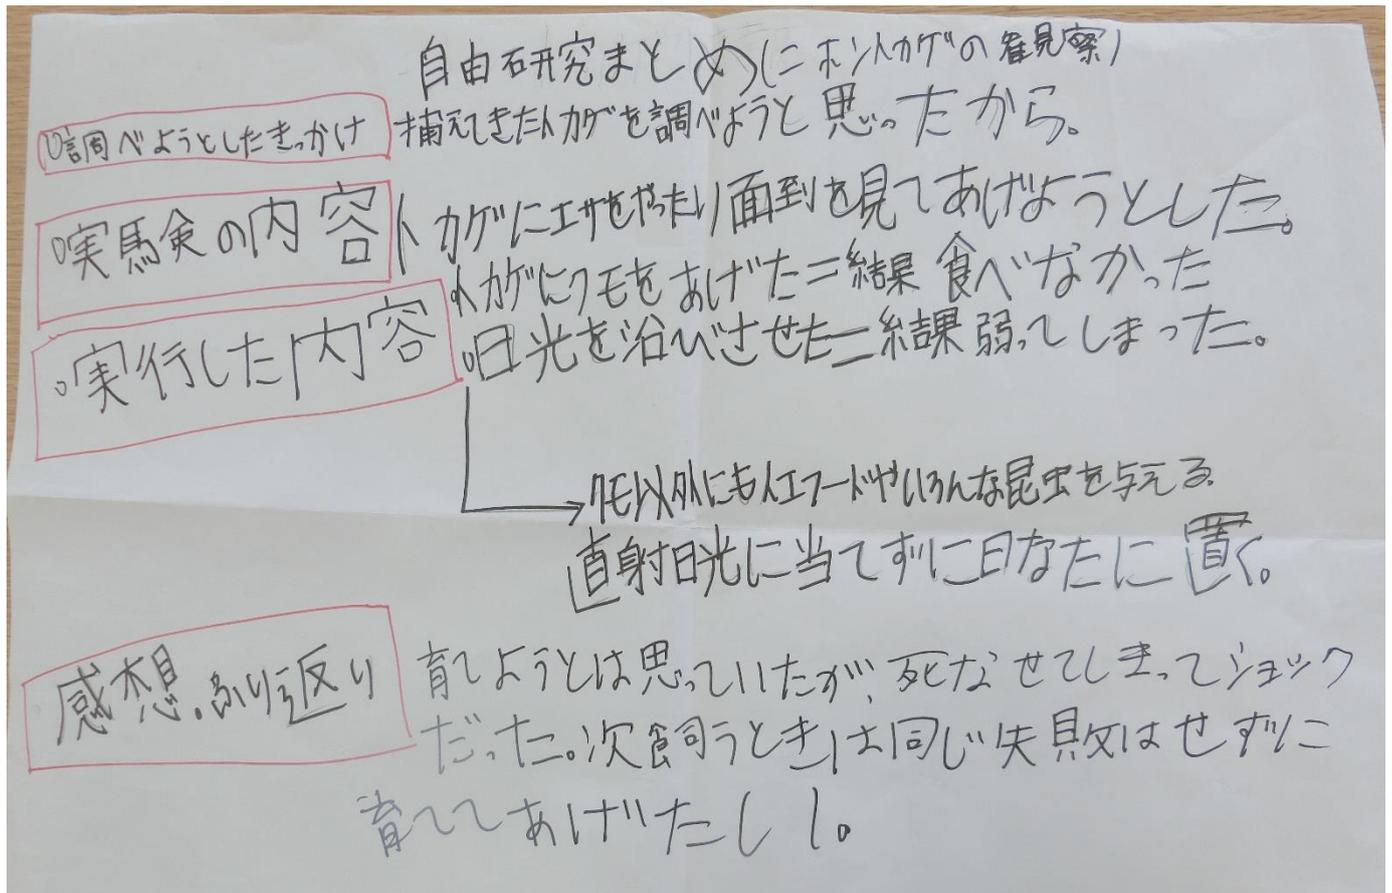 自由研究まとめ(ニホントカゲの観察)
○調べようとしたきっかけ 捕えてきたトカゲを調べようと思ったから。
○実験の内容 トカゲにエサをやったり面到を見てあげようとした。
○実行した内容 トカゲにクモをあげた=結果 食べなかった
○日光を浴びさせた=結果 弱ってしまった。
→クモ以外にも人工フードやいろんな昆虫を与える。
直射日光に当てずに日なたに置く。
感想。ふり返り 育てようとは思っていたが、死なせてしまってショック
だった。次飼うときは同じ失敗はせずに
育ててあげたい。